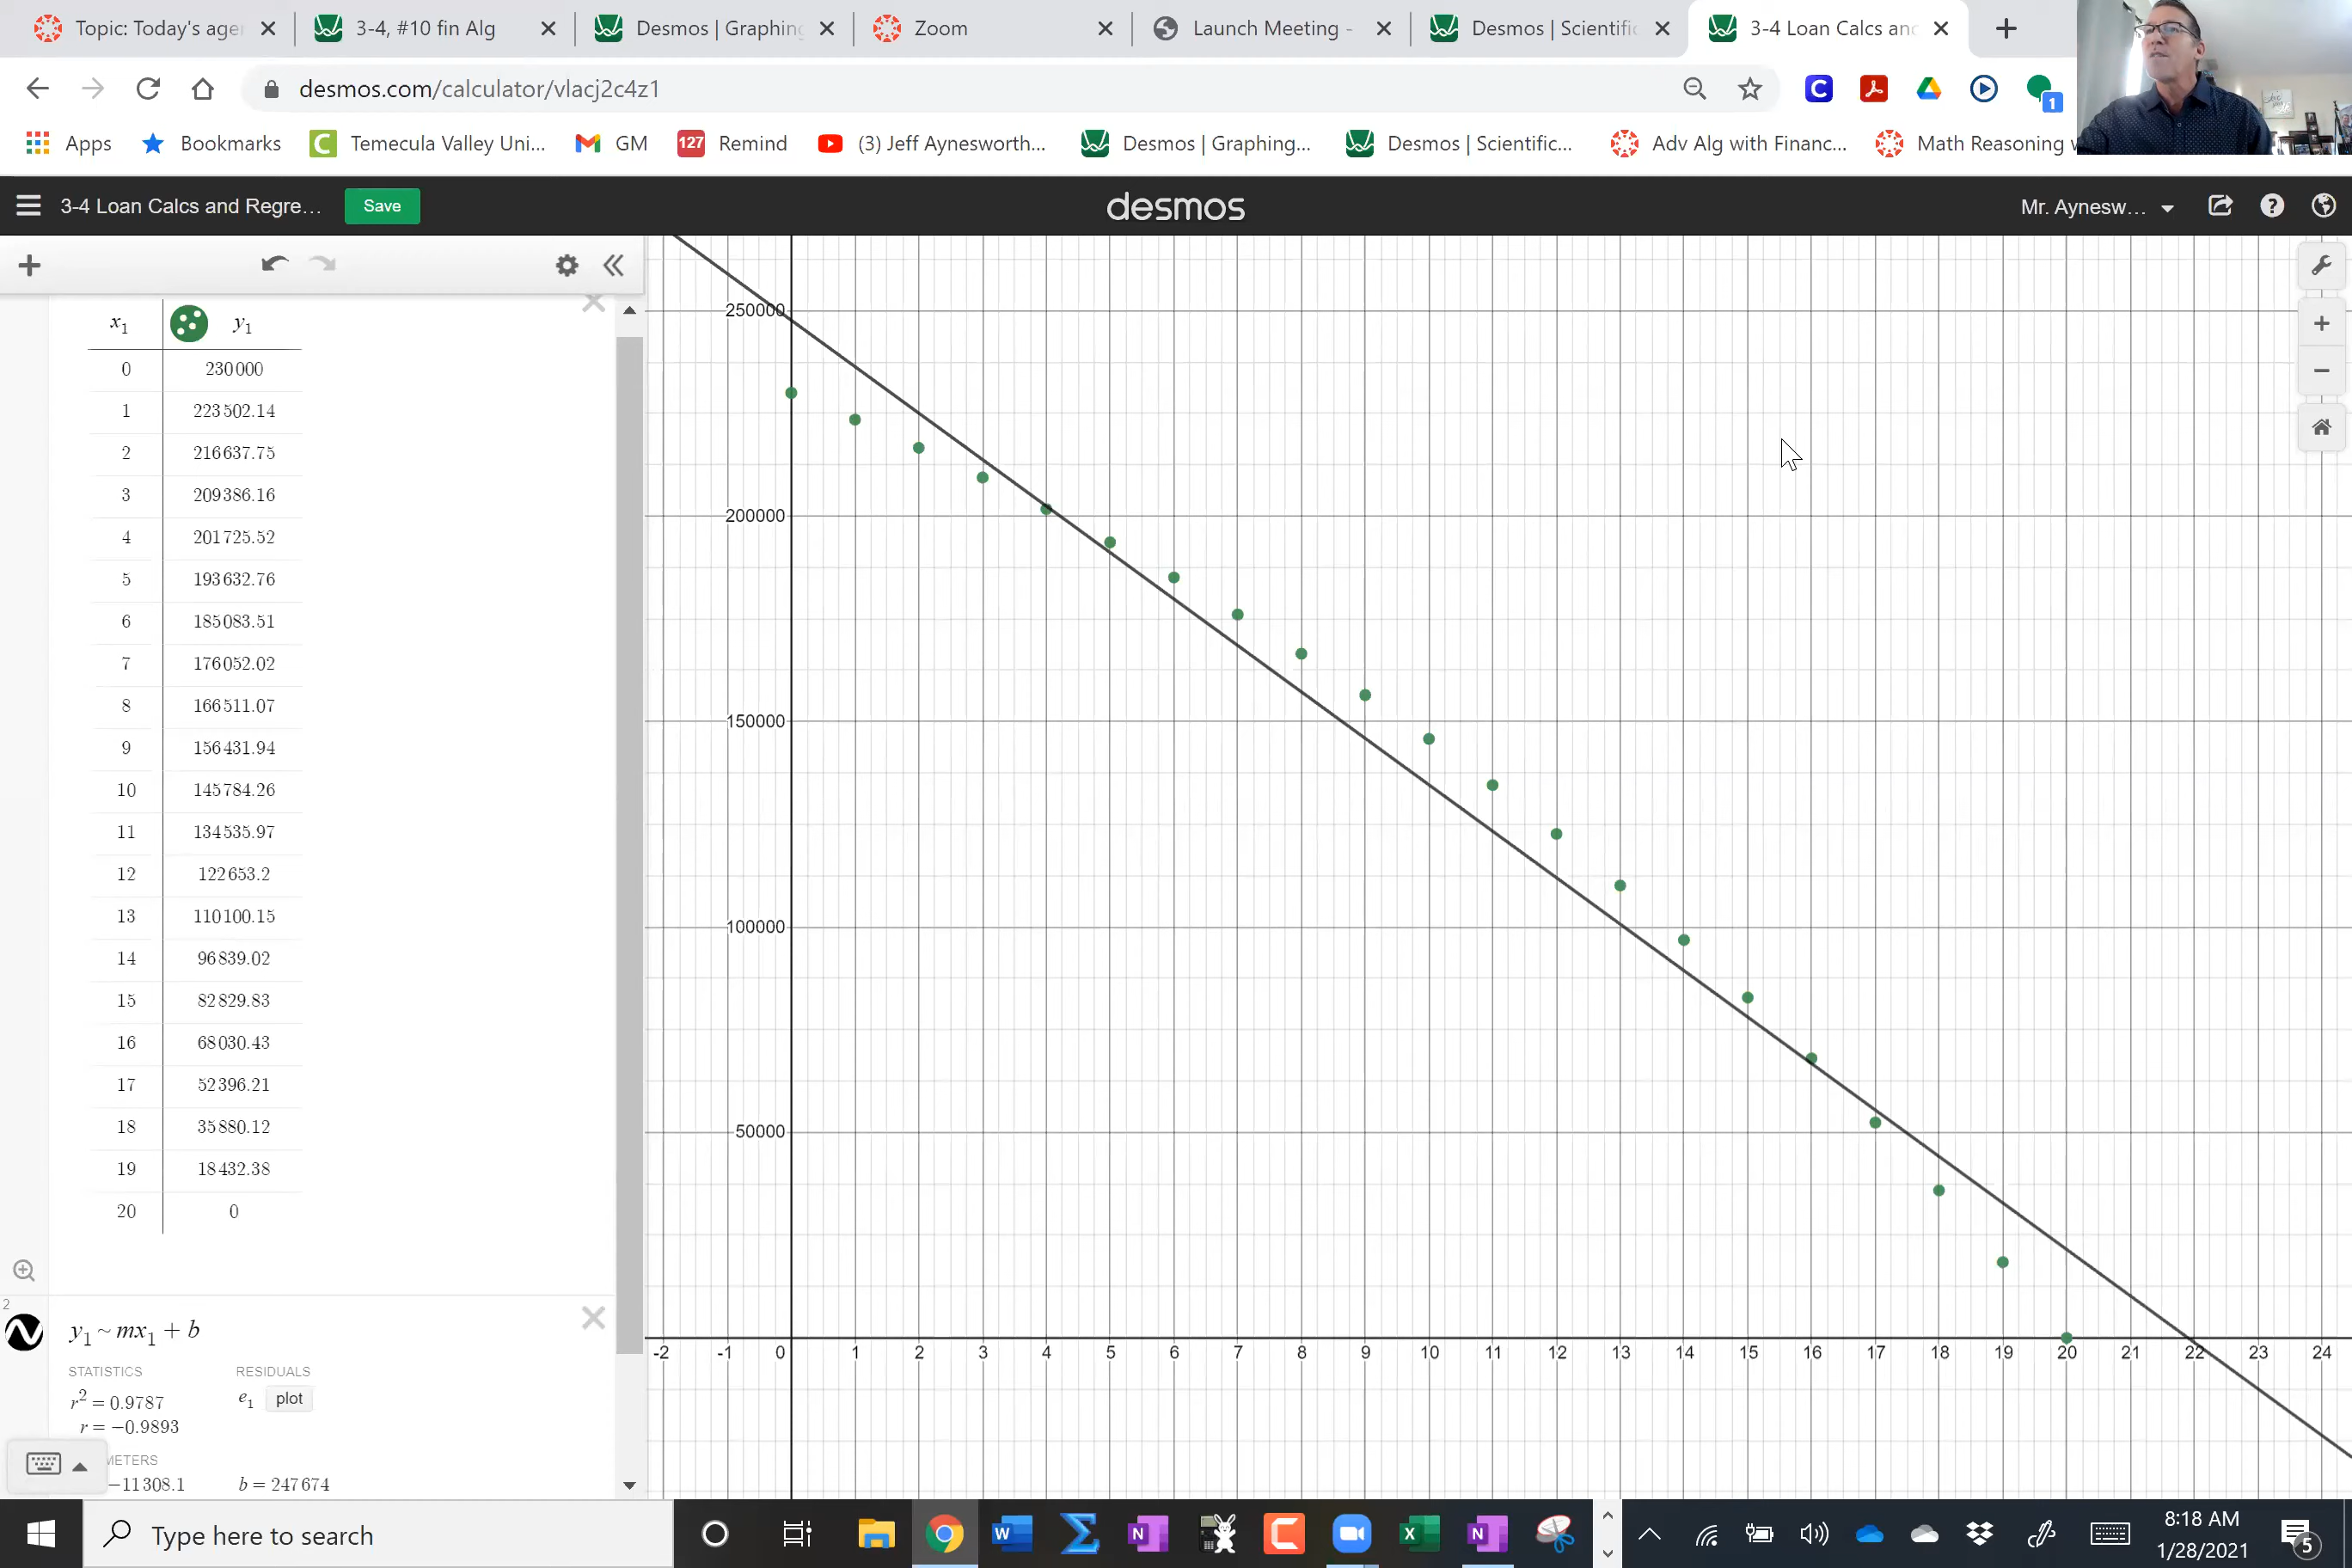 Topic: Today's age
3-4, #10 fin Alg
Desmos | Graphing
Zoom
Launch Meeting -
Desmos | Scientific
3-4 Loan Calcs and
desmos.com/calculator/vlacj2c4z1
1
Apps
Bookmarks
Temecula Valley Uni...
GM
127 Remind
(3) Jeff Aynesworth...
Desmos | Graphing...
Desmos | Scientific...
Adv Alg with Financ...
Math Reasoning
3-4 Loan Calcs and Regre...
Save
desmos
Mr. Aynesw...
x₁ y₁
0 230000
1 223502.14
2 216637.75
3 209386.16
4 201725.52
5 193632.76
6 185083.51
7 176052.02
8 166511.07
9 156431.94
10 145784.26
11 134535.97
12 122653.2
13 110100.15
14 96839.02
15 82829.83
16 68030.43
17 52396.21
18 35880.12
19 18432.38
20 0
2
y₁ ~ mx₁ + b
STATISTICS RESIDUALS
r² = 0.9787 e₁ plot
r = −0.9893
METERS
−11308.1 b = 247674
250000
200000
150000
100000
50000
-2 -1 0 1 2 3 4 5 6 7 8 9 10 11 12 13 14 15 16 17 18 19 20 21 22 23 24
Type here to search
8:18 AM
1/28/2021
5